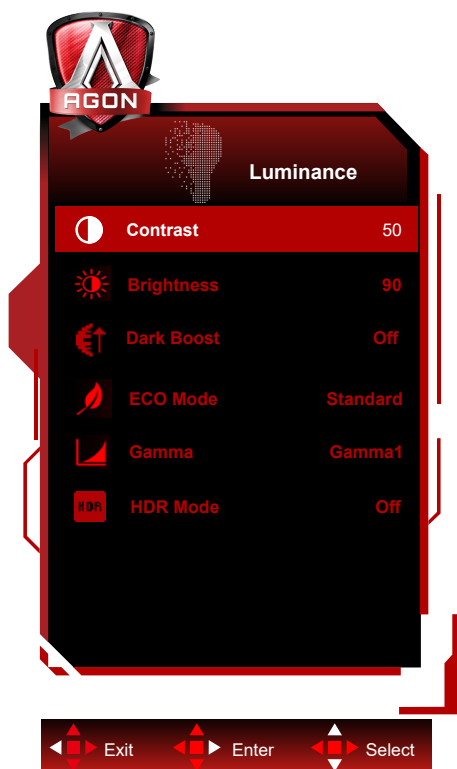 AGON
Luminance
Contrast 50
Brightness 90
Dark Boost Off
ECO Mode Standard
Gamma Gamma1
HDR HDR Mode Off
Exit Enter Select